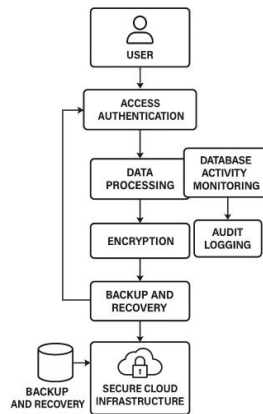 USER
ACCESS
AUTHENTICATION
DATA
PROCESSING
DATABASE
ACTIVITY
MONITORING
ENCRYPTION
AUDIT
LOGGING
BACKUP AND
RECOVERY
BACKUP
AND RECOVERY
SECURE CLOUD
INFRASTRUCTURE